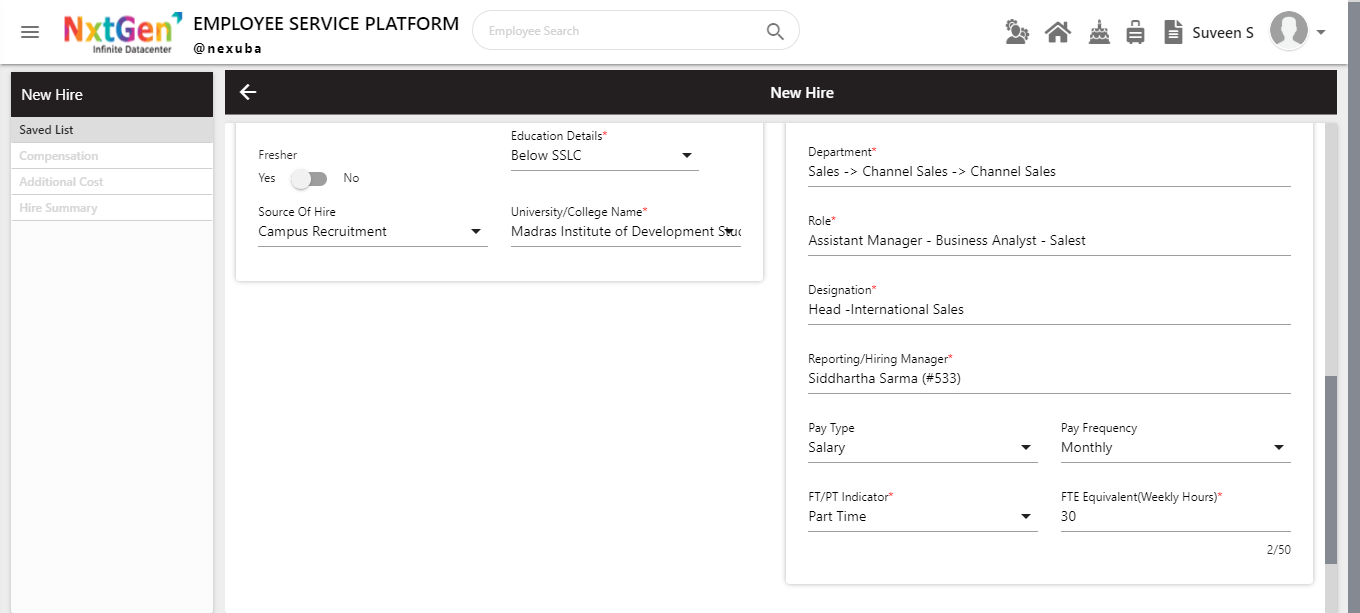 NxtGen
Infinite Datacenter
EMPLOYEE SERVICE PLATFORM
@nexuba
Employee Search
Suveen S
New Hire
Saved List
Compensation
Additional Cost
Hire Summary
New Hire
Fresher
Yes No
Education Details*
Below SSLC
Source Of Hire
Campus Recruitment
University/College Name*
Madras Institute of Development
Department*
Sales -> Channel Sales -> Channel Sales
Role*
Assistant Manager - Business Analyst - Salest
Designation*
Head -International Sales
Reporting/Hiring Manager*
Siddhartha Sarma (#533)
Pay Type
Salary
Pay Frequency
Monthly
FT/PT Indicator*
Part Time
FTE Equivalent(Weekly Hours)*
30
2/50